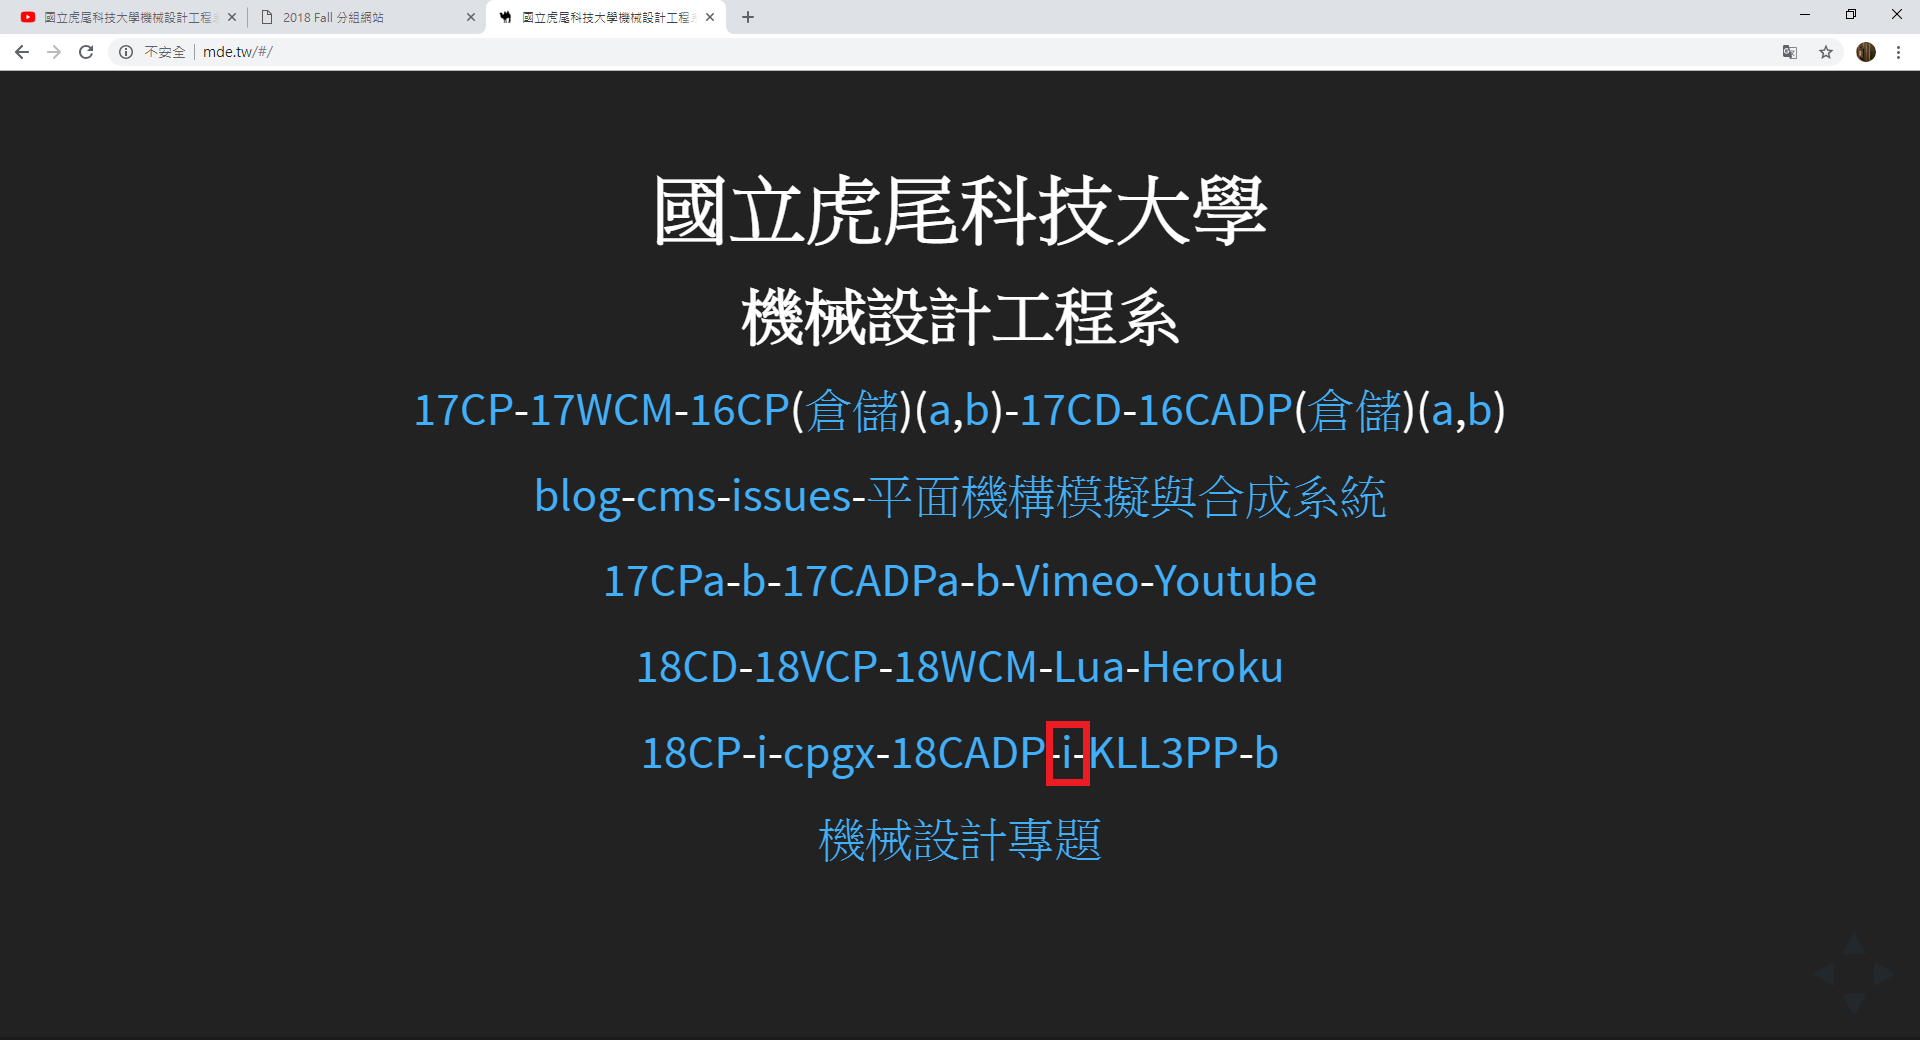 國立虎尾科技大學機械設計工程系
2018 Fall 分組網站
國立虎尾科技大學機械設計工程
不安全
mde.tw/#/
國立虎尾科技大學
機械設計工程系
17CP-17WCM-16CP(倉儲)(a,b)-17CD-16CADP(倉儲)(a,b)
blog-cms-issues-平面機構模擬與合成系統
17CPa-b-17CADPa-b-Vimeo-Youtube
18CD-18VCP-18WCM-Lua-Heroku
18CP-i-cpgx-18CADP-i-KLL3PP-b
機械設計專題